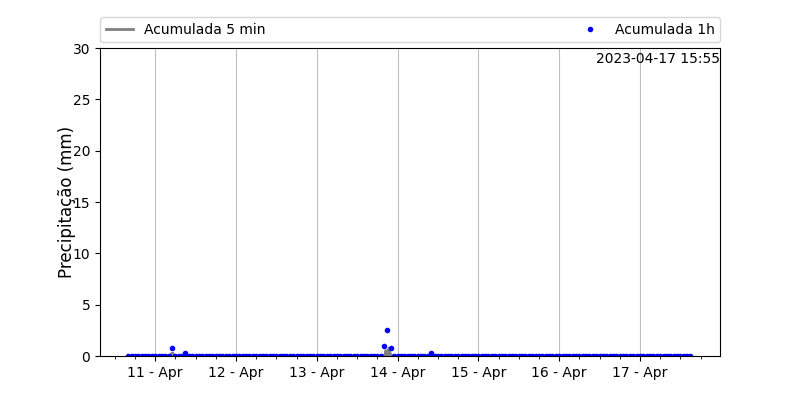 Acumulada 5 min
Acumulada 1h
2023-04-17 15:55
Precipitação (mm)
30
25
20
15
10
5
0
11 - Apr
12 - Apr
13 - Apr
14 - Apr
15 - Apr
16 - Apr
17 - Apr